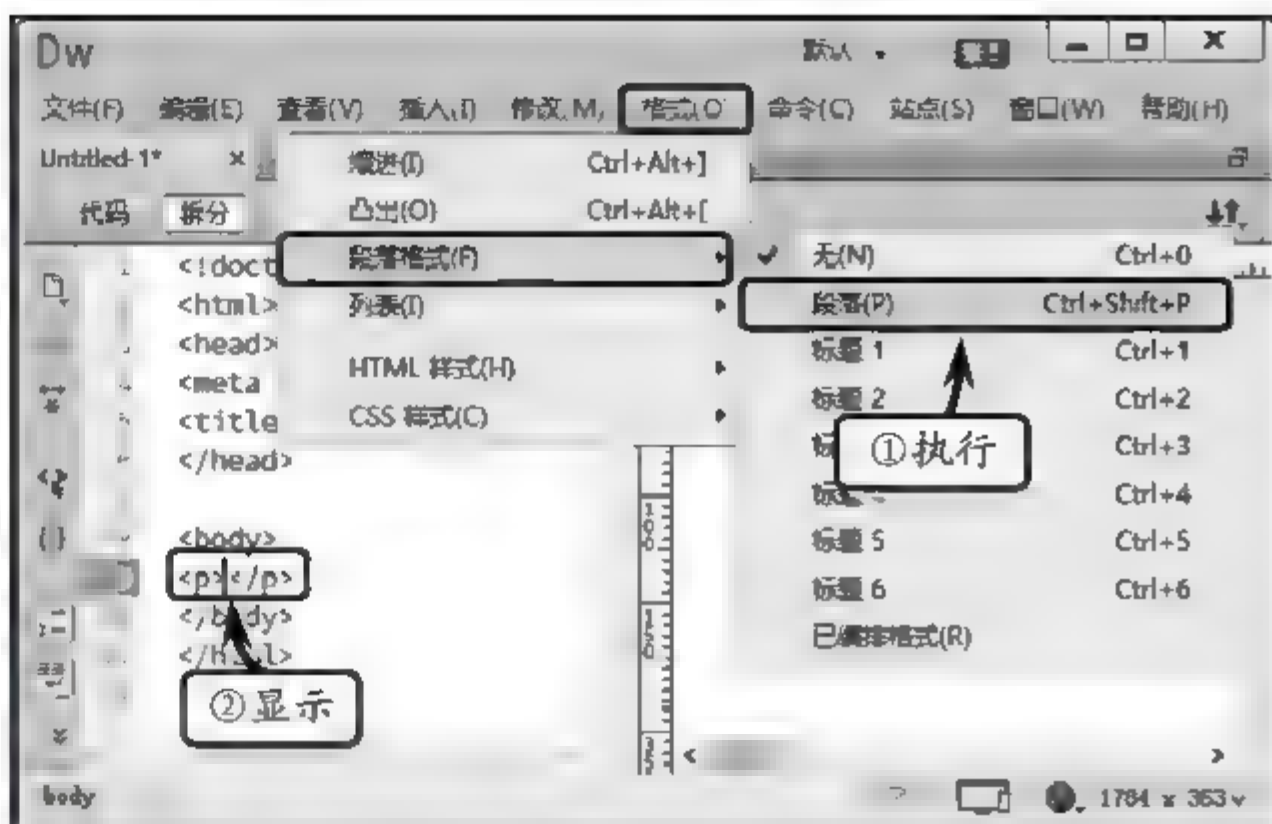 Dw
默认
文件(F) 编辑(E) 查看(V) 插入(I) 修改(M) 格式(O) 命令(C) 站点(S) 窗口(W) 帮助(H)
Untitled-1* ×
缩进(I) Ctrl+Alt+]
代码 拆分
凸出(O) Ctrl+Alt+[
段落格式(F)
无(N) Ctrl+0
<!doct
<html>
列表(I)
段落(P) Ctrl+Shift+P
<head>
标题 1 Ctrl+1
HTML 样式(H)
<meta
标题 2 Ctrl+2
<title
CSS 样式(C)
①执行
Ctrl+3
</head>
Ctrl+4
<body>
标题 5 Ctrl+5
<p></p>
标题 6 Ctrl+6
</body>
已编排格式(R)
</html>
②显示
body
1784 x 363